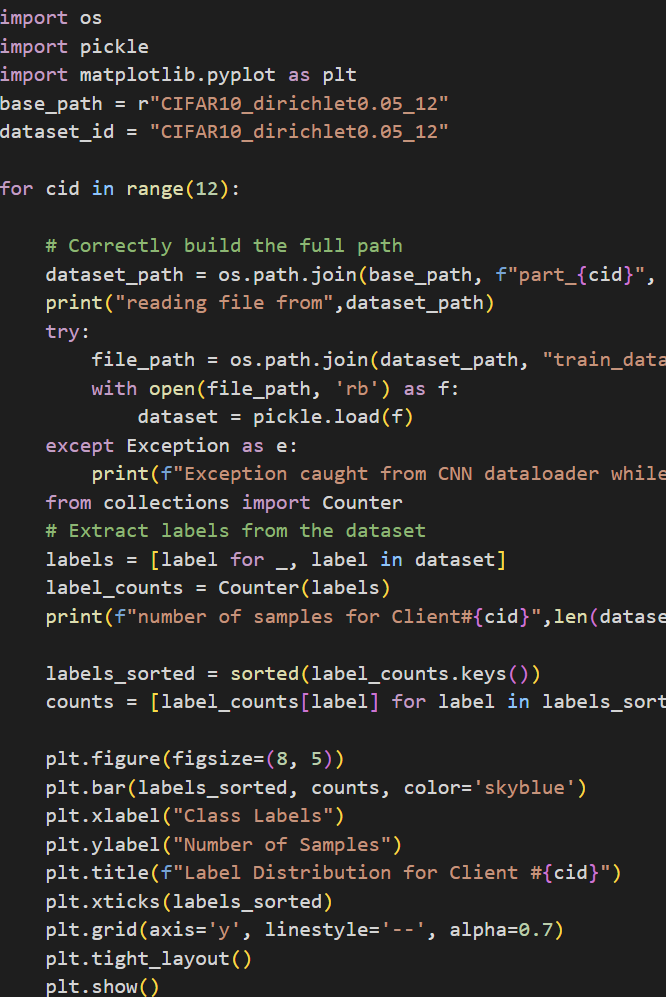 import os
import pickle
import matplotlib.pyplot as plt
base_path = r"CIFAR10_dirichlet0.05_12"
dataset_id = "CIFAR10_dirichlet0.05_12"

for cid in range(12):

    # Correctly build the full path
    dataset_path = os.path.join(base_path, f"part_{cid}",
    print("reading file from",dataset_path)
    try:
        file_path = os.path.join(dataset_path, "train_data
        with open(file_path, 'rb') as f:
            dataset = pickle.load(f)
    except Exception as e:
        print(f"Exception caught from CNN dataloader while
    from collections import Counter
    # Extract labels from the dataset
    labels = [label for _, label in dataset]
    label_counts = Counter(labels)
    print(f"number of samples for Client#{cid}",len(datase

    labels_sorted = sorted(label_counts.keys())
    counts = [label_counts[label] for label in labels_sort

    plt.figure(figsize=(8, 5))
    plt.bar(labels_sorted, counts, color='skyblue')
    plt.xlabel("Class Labels")
    plt.ylabel("Number of Samples")
    plt.title(f"Label Distribution for Client #{cid}")
    plt.xticks(labels_sorted)
    plt.grid(axis='y', linestyle='--', alpha=0.7)
    plt.tight_layout()
    plt.show()